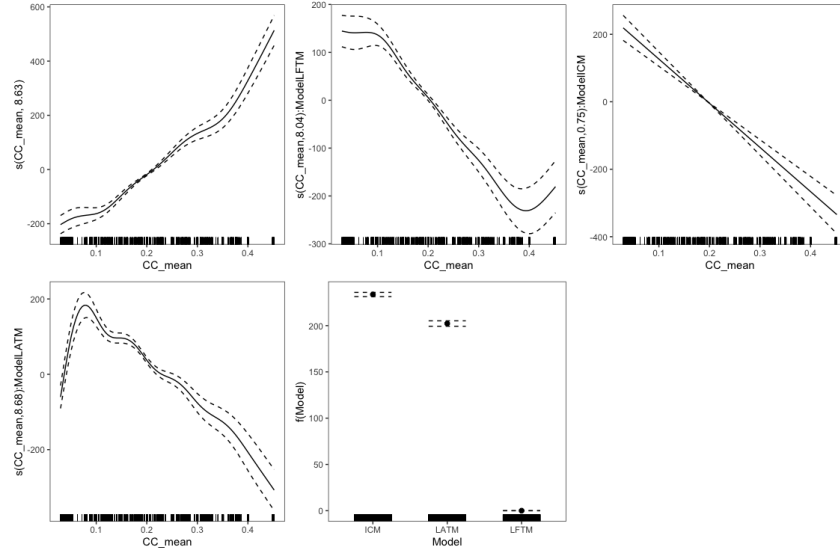 600
400
200
0
-200
0.1 0.2 0.3 0.4
CC_mean
s(CC_mean, 8.63)
200
100
0
-100
-200
-300
0.1 0.2 0.3 0.4
CC_mean
s(CC_mean,8.04):ModelLFTM
200
0
-200
-400
0.1 0.2 0.3 0.4
CC_mean
s(CC_mean,0.75):ModelICM
200
0
-200
0.1 0.2 0.3 0.4
CC_mean
s(CC_mean,8.68):ModelLATM
200
150
100
50
0
ICM LATM LFTM
Model
f(Model)